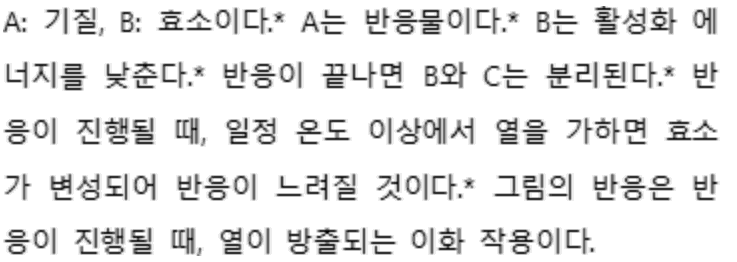 A: 기질, B: 효소이다.* A는 반응물이다.* B는 활성화 에
너지를 낮춘다.* 반응이 끝나면 B와 C는 분리된다.* 반
응이 진행될 때, 일정 온도 이상에서 열을 가하면 효소
가 변성되어 반응이 느려질 것이다.* 그림의 반응은 반
응이 진행될 때, 열이 방출되는 이화 작용이다.